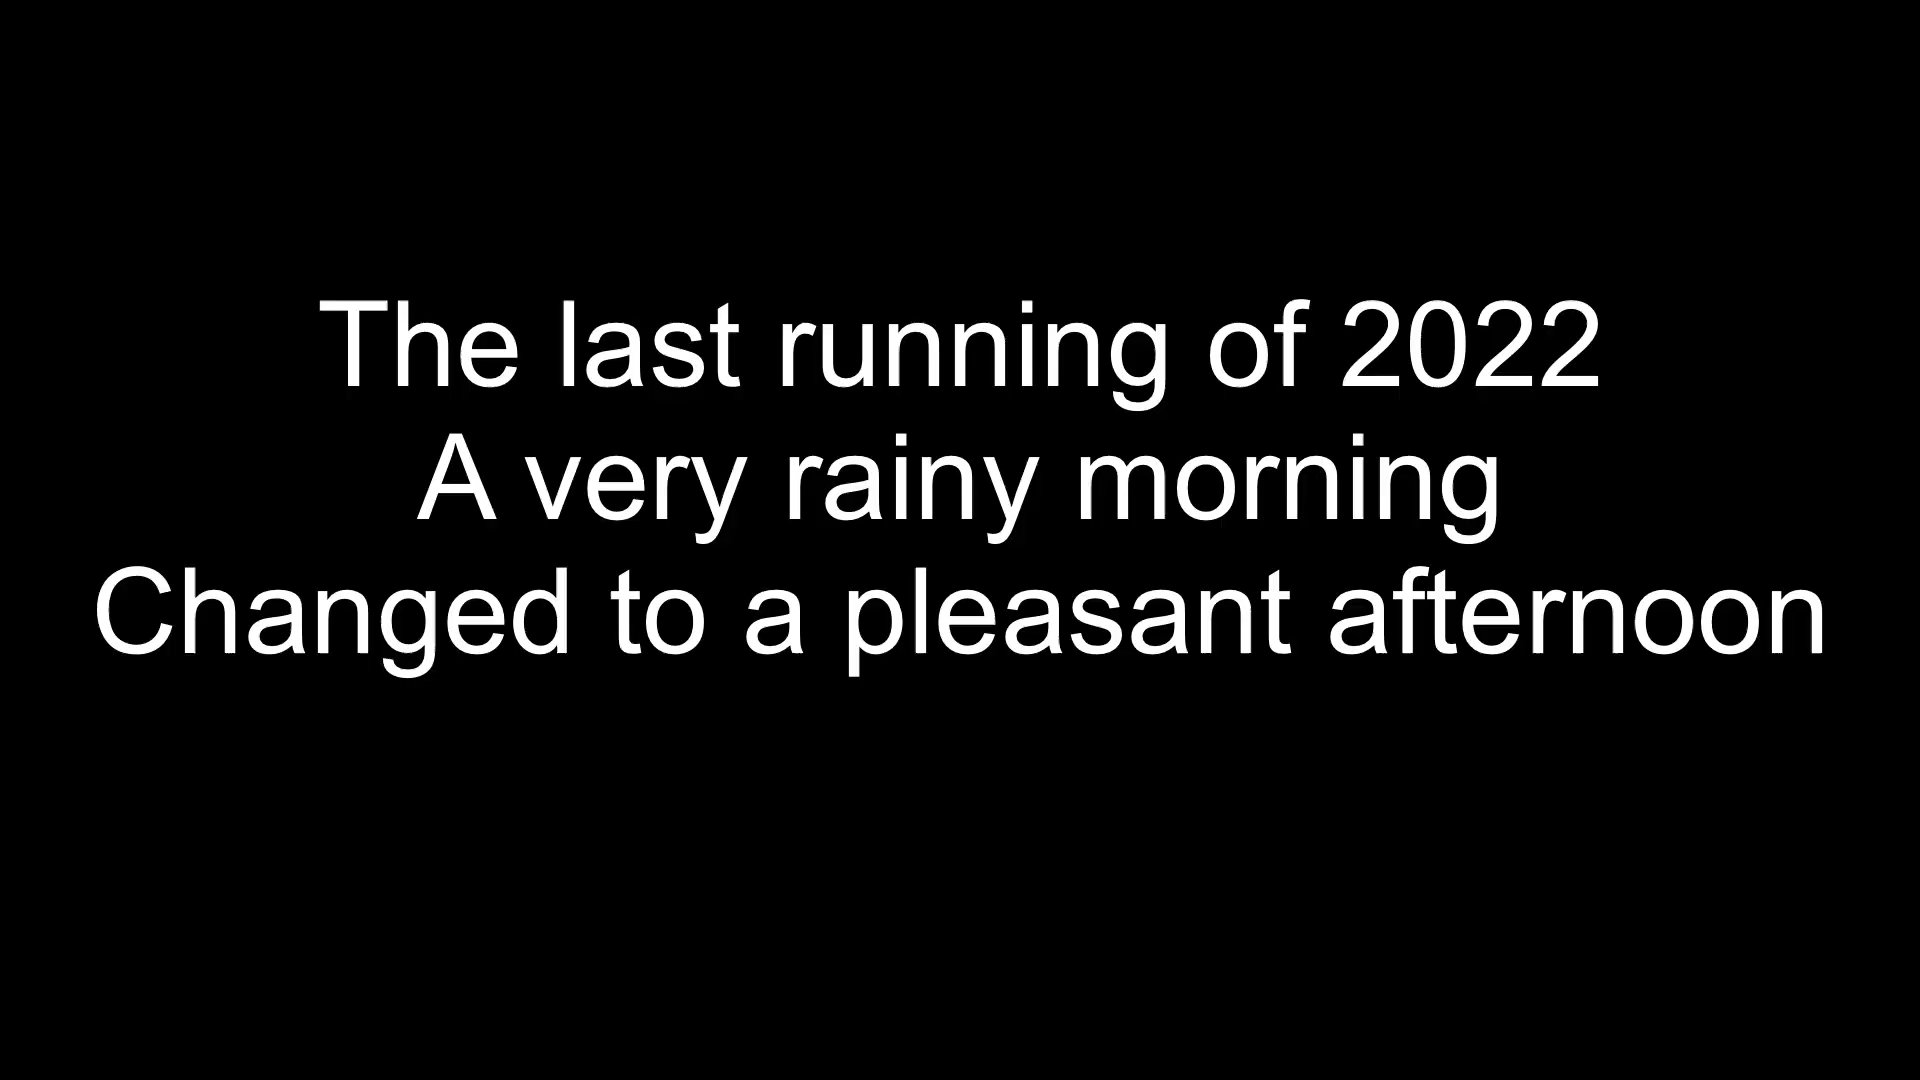 The last running of 2022
A very rainy morning
Changed to a pleasant afternoon